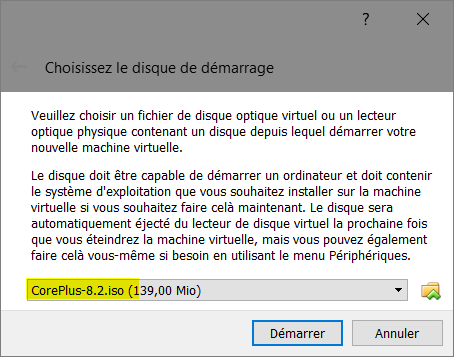 ?
Choisissez le disque de démarrage
Veuillez choisir un fichier de disque optique virtuel ou un lecteur
optique physique contenant un disque depuis lequel démarrer votre
nouvelle machine virtuelle.
Le disque doit être capable de démarrer un ordinateur et doit contenir
le système d'exploitation que vous souhaitez installer sur la machine
virtuelle si vous souhaitez faire celà maintenant. Le disque sera
automatiquement éjecté du lecteur de disque virtuel la prochaine fois
que vous éteindrez la machine virtuelle, mais vous pouvez également
faire celà vous-même si besoin en utilisant le menu Périphériques.
CorePlus-8.2.iso (139,00 Mio)
Démarrer
Annuler